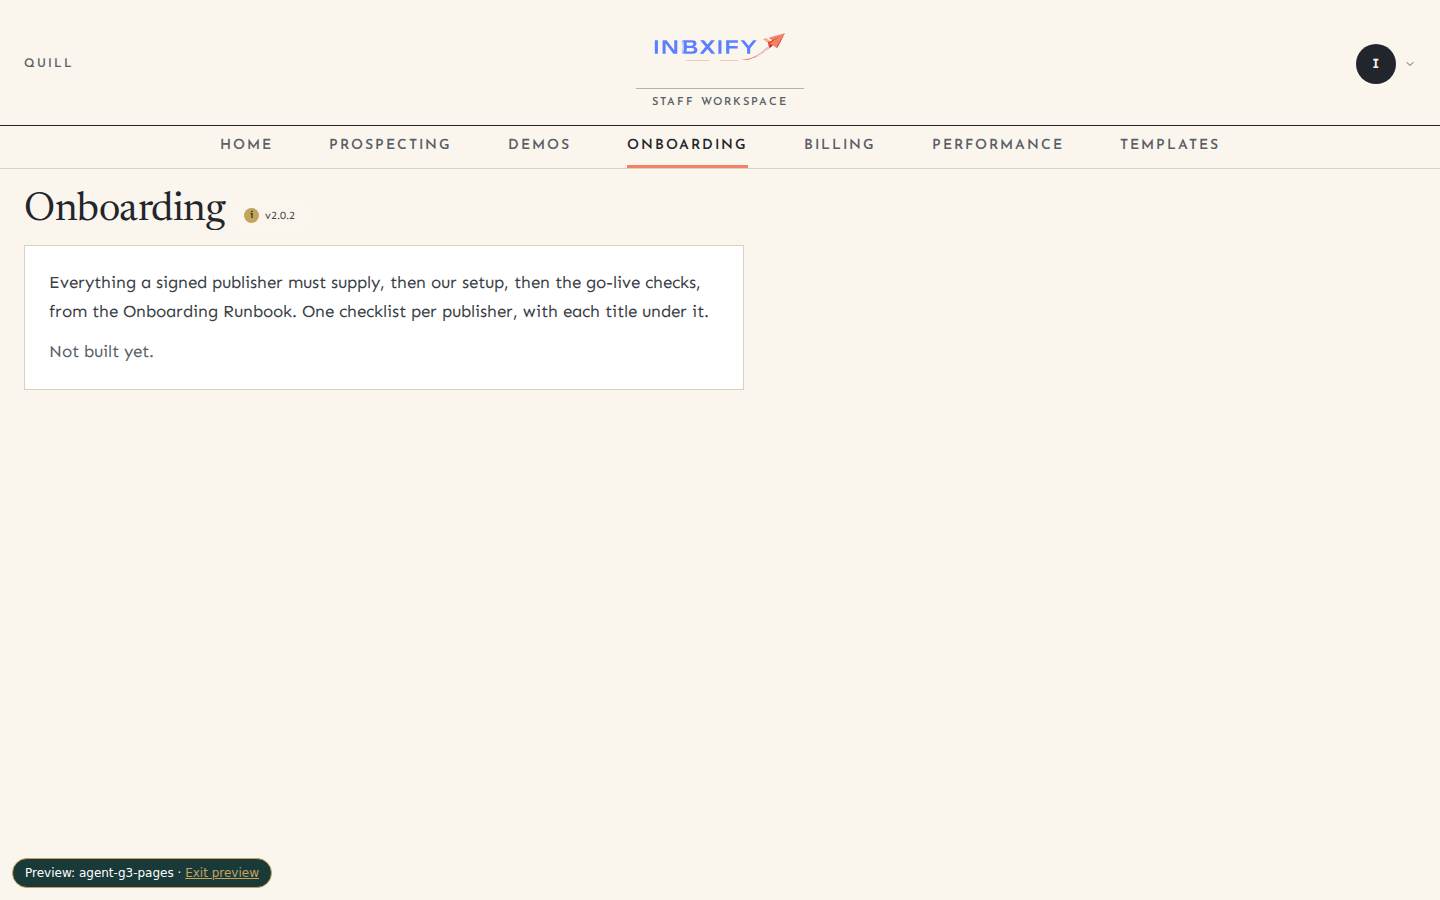 QUILL
INBXIFY
STAFF WORKSPACE
I
HOME PROSPECTING DEMOS ONBOARDING BILLING PERFORMANCE TEMPLATES
Onboarding
i v2.0.2
Everything a signed publisher must supply, then our setup, then the go-live checks,
from the Onboarding Runbook. One checklist per publisher, with each title under it.
Not built yet.
Preview: agent-g3-pages · Exit preview